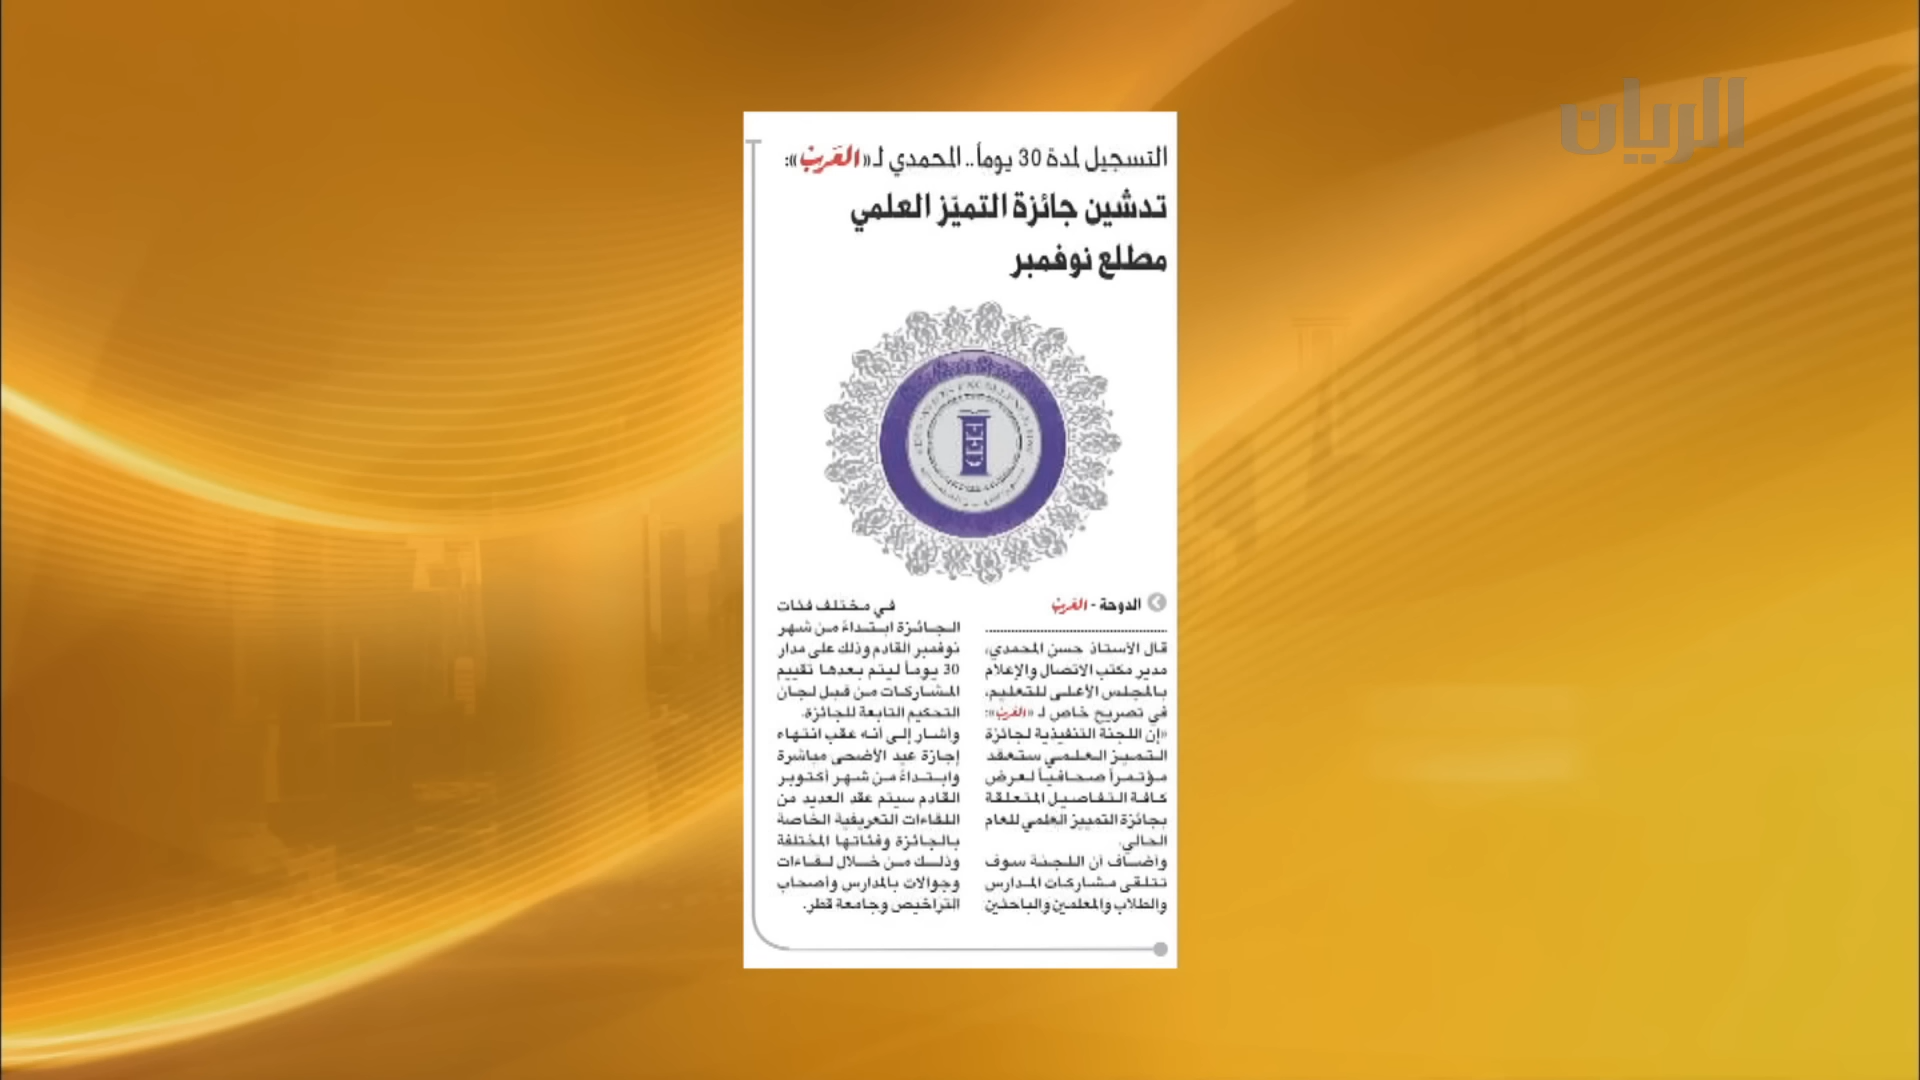 الريان
التسجيل لمدة 30 يوماً.. المحمدي لـ «العرب»:
تدشين جائزة التميّز العلمي
مطلع نوفمبر
الدوحة - العرب
قال الأستاذ حسن المحمدي،
مدير مكتب الاتصال والإعلام
بالمجلس الأعلى للتعليم،
في تصريح خاص لـ «العرب»:
«إن اللجنة التنفيذية لجائزة
التميز العلمي ستعقد
مؤتمراً صحافياً لعرض
كافة التفاصيل المتعلقة
بجائزة التمييز العلمي للعام
الحالي.
وأضاف أن اللجنة سوف
تتلقى مشاركات المدارس
والطلاب والمعلمين والباحثين
في مختلف فئات
الجائزة ابتداءً من شهر
نوفمبر القادم وذلك على مدار
30 يوماً ليتم بعدها تقييم
المشاركات من قبل لجان
التحكيم التابعة للجائزة.
وأشار إلى أنه عقب انتهاء
إجازة عيد الأضحى مباشرة
وابتداءً من شهر أكتوبر
القادم سيتم عقد العديد من
اللقاءات التعريفية الخاصة
بالجائزة وفئاتها المختلفة
وذلك من خلال لقاءات
وجولات بالمدارس وأصحاب
التراخيص وجامعة قطر.